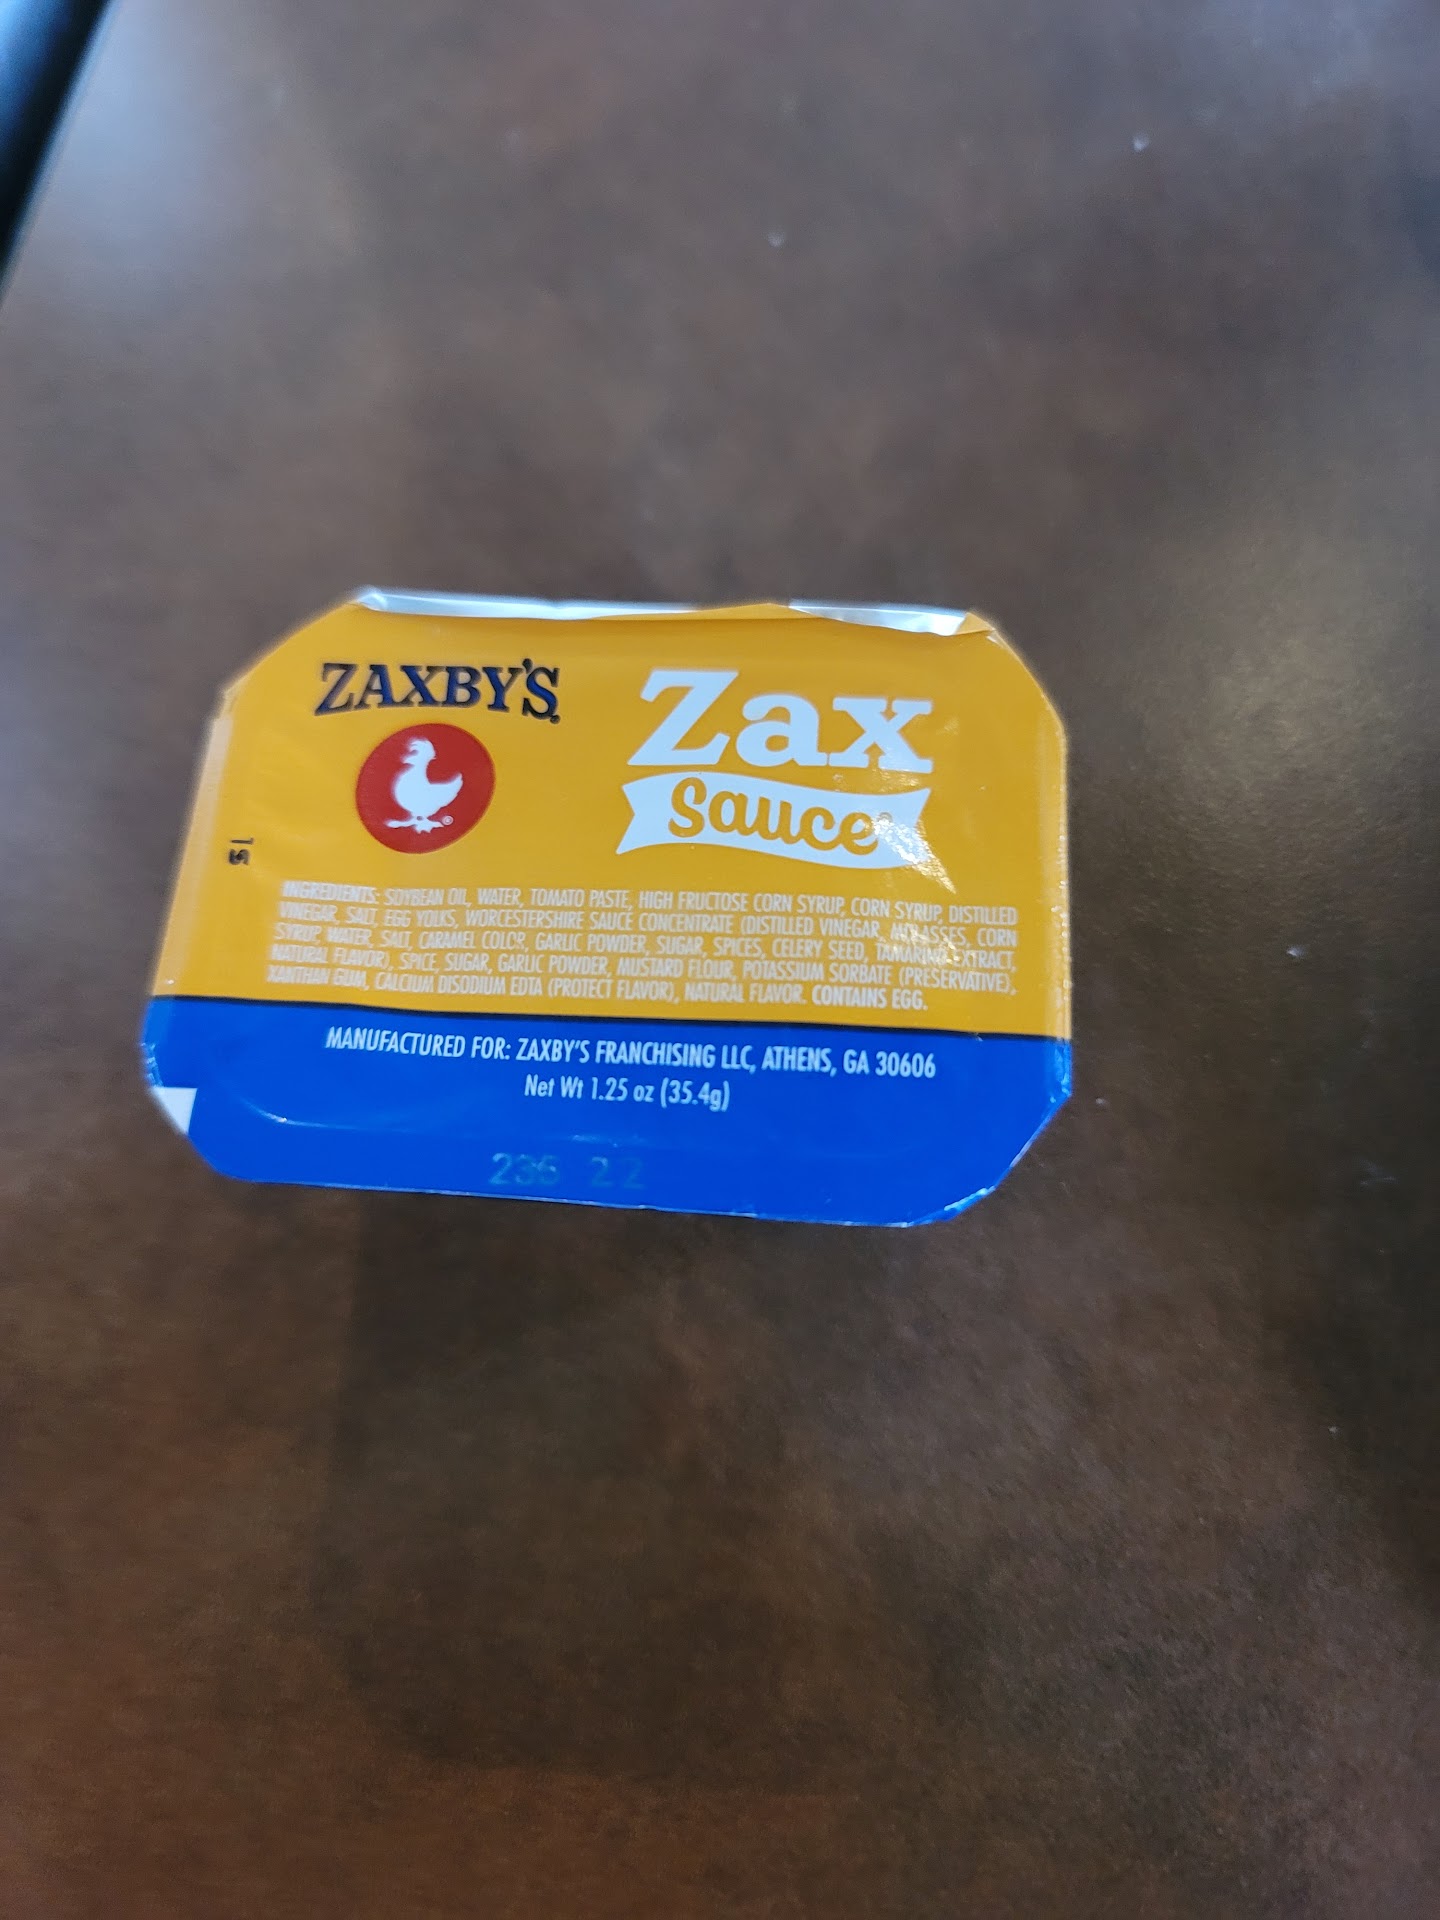 ZAXBY'S
Zax
Sauce
INGREDIENTS: SOYBEAN OIL, WATER, TOMATO PASTE, HIGH FRUCTOSE CORN SYRUP, CORN SYRUP, DISTILLED
VINEGAR, SALT, EGG YOLKS, WORCESTERSHIRE SAUCE CONCENTRATE (DISTILLED VINEGAR, MOLASSES, CORN
SYRUP, WATER, SALT, CARAMEL COLOR, GARLIC POWDER, SUGAR, SPICES, CELERY SEED, TAMARIND EXTRACT,
NATURAL FLAVOR), SPICE, SUGAR, GARLIC POWDER, MUSTARD FLOUR, POTASSIUM SORBATE (PRESERVATIVE),
XANTHAN GUM, CALCIUM DISODIUM EDTA (PROTECT FLAVOR), NATURAL FLAVOR. CONTAINS EGG.
MANUFACTURED FOR: ZAXBY'S FRANCHISING LLC, ATHENS, GA 30606
Net Wt 1.25 oz (35.4g)
236 22